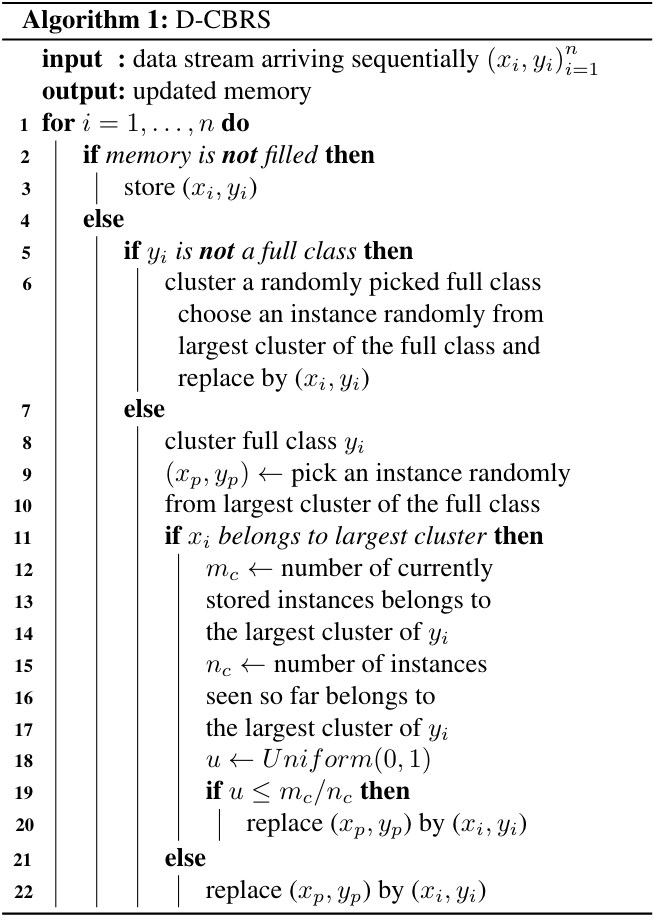 Algorithm 1: D-CBRS
input : data stream arriving sequentially (x_i, y_i)_{i=1}^{n}
output: updated memory
1 for i = 1, . . . , n do
2 if memory is not filled then
3 store (x_i, y_i)
4 else
5 if y_i is not a full class then
6 cluster a randomly picked full class
choose an instance randomly from
largest cluster of the full class and
replace by (x_i, y_i)
7 else
8 cluster full class y_i
9 (x_p, y_p) ← pick an instance randomly
10 from largest cluster of the full class
11 if x_i belongs to largest cluster then
12 m_c ← number of currently
13 stored instances belongs to
14 the largest cluster of y_i
15 n_c ← number of instances
16 seen so far belongs to
17 the largest cluster of y_i
18 u ← Uniform(0, 1)
19 if u ≤ m_c/n_c then
20 replace (x_p, y_p) by (x_i, y_i)
21 else
22 replace (x_p, y_p) by (x_i, y_i)